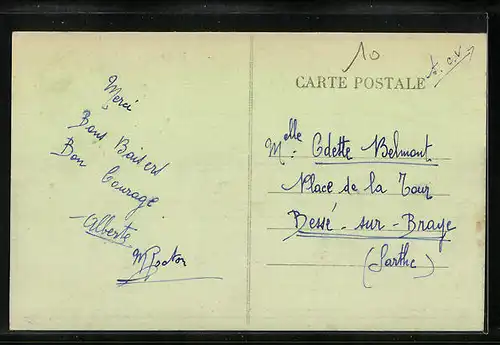 Merci
Bons Baisers
Bon Courage
Alberte
10
CARTE POSTALE
Melle: Odette Belmont
Place de la Tour
Bessé-sur-Braye
(Sarthe)